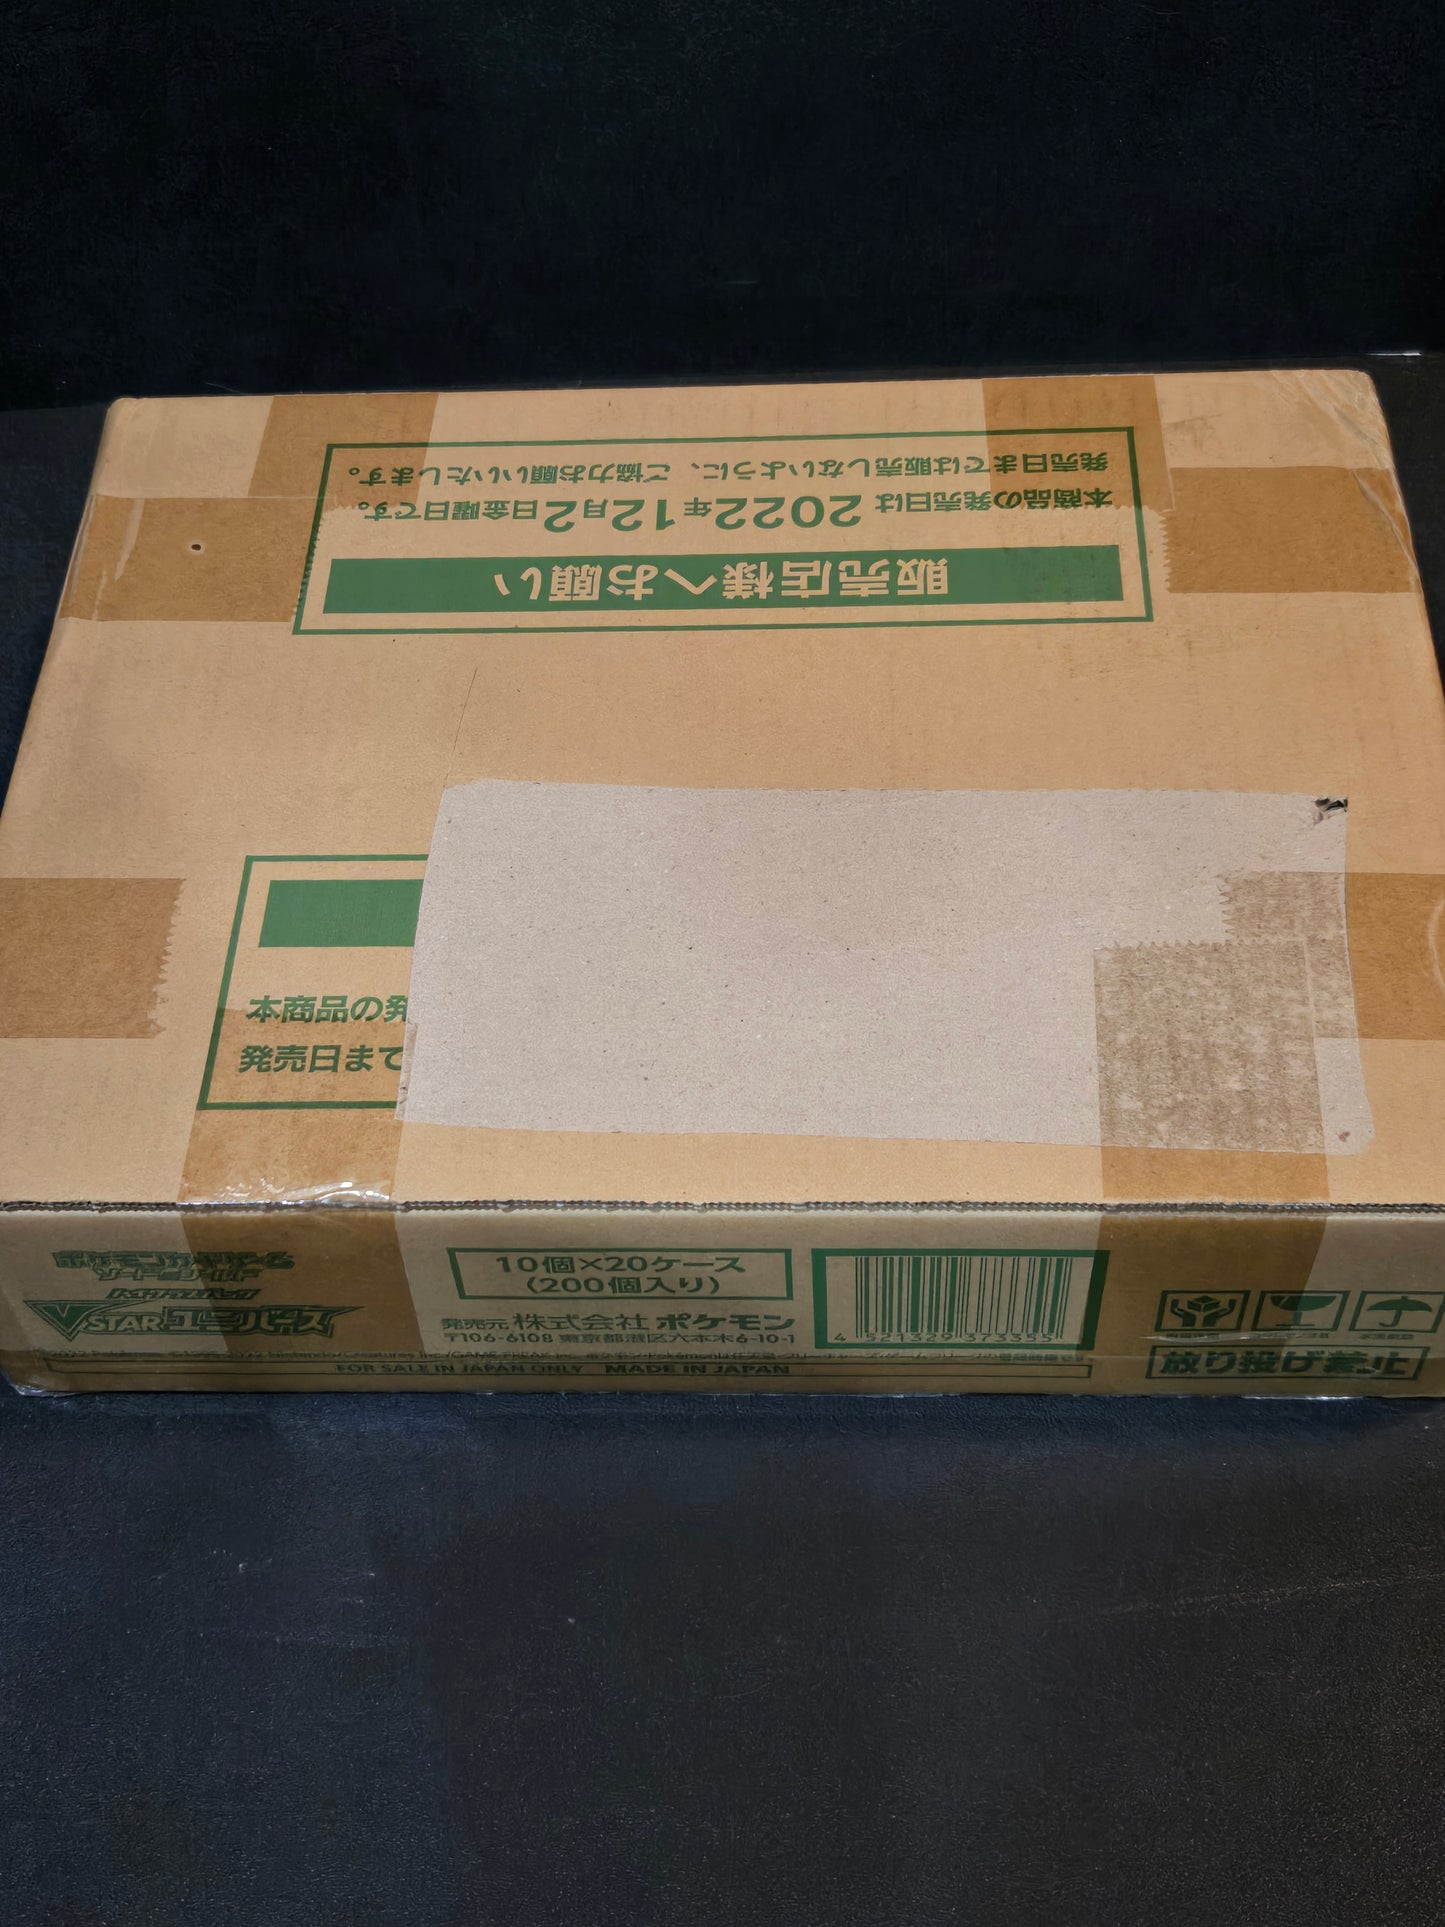 販売店様へお願い
本商品の発売日は2022年12月2日金曜日です。
発売日までは販売しないように、ご協力お願いいたします。
本商品の発
発売日まで
ポケモンカードゲーム
ソード&シールド
ハイクラスパック
VSTARユニバース
10個×20ケース
(200個入り)
発売元 株式会社 ポケモン
〒106-6108 東京都港区六本木6-10-1
4 521329 373355
FOR SALE IN JAPAN ONLY MADE IN JAPAN
放り投げ禁止